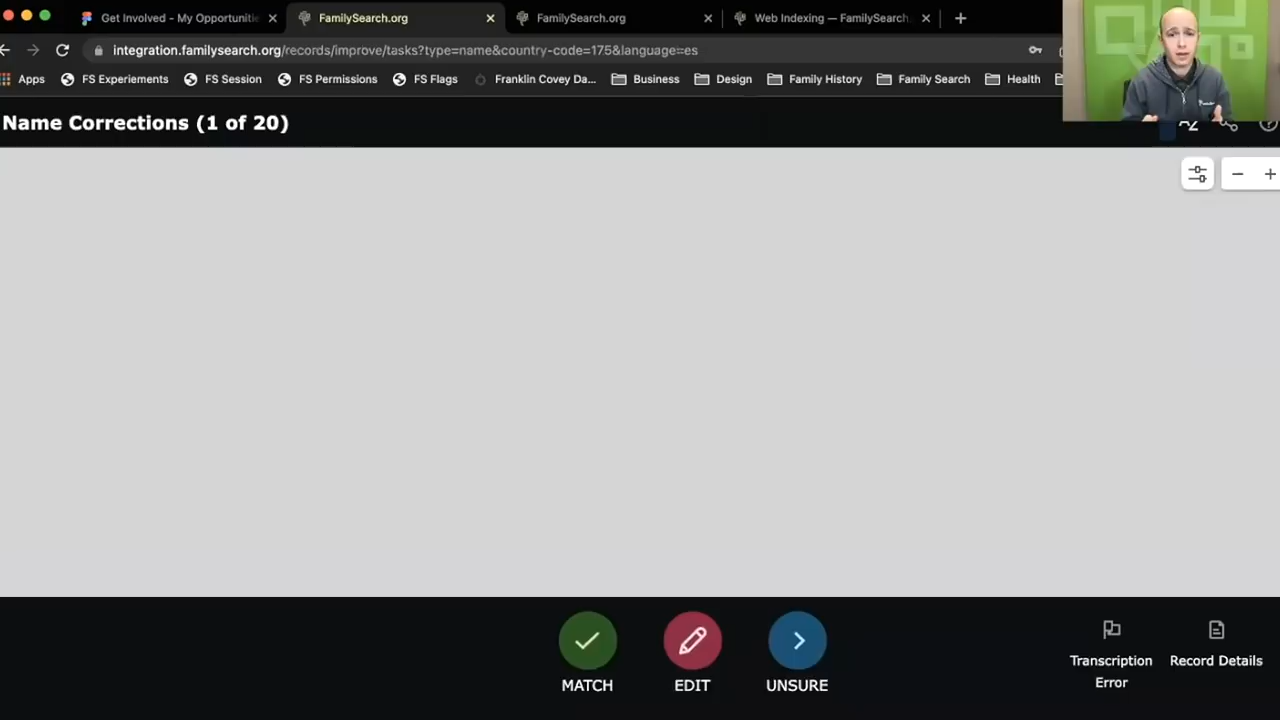 Get Involved - My Opportuniti
FamilySearch.org
FamilySearch.org
Web Indexing — FamilySearch
integration.familysearch.org/records/improve/tasks?type=name&country-code=175&language=es
Apps
FS Experiements
FS Session
FS Permissions
FS Flags
Franklin Covey Da...
Business
Design
Family History
Family Search
Health
Name Corrections (1 of 20)
MATCH
EDIT
UNSURE
Transcription
Error
Record Details